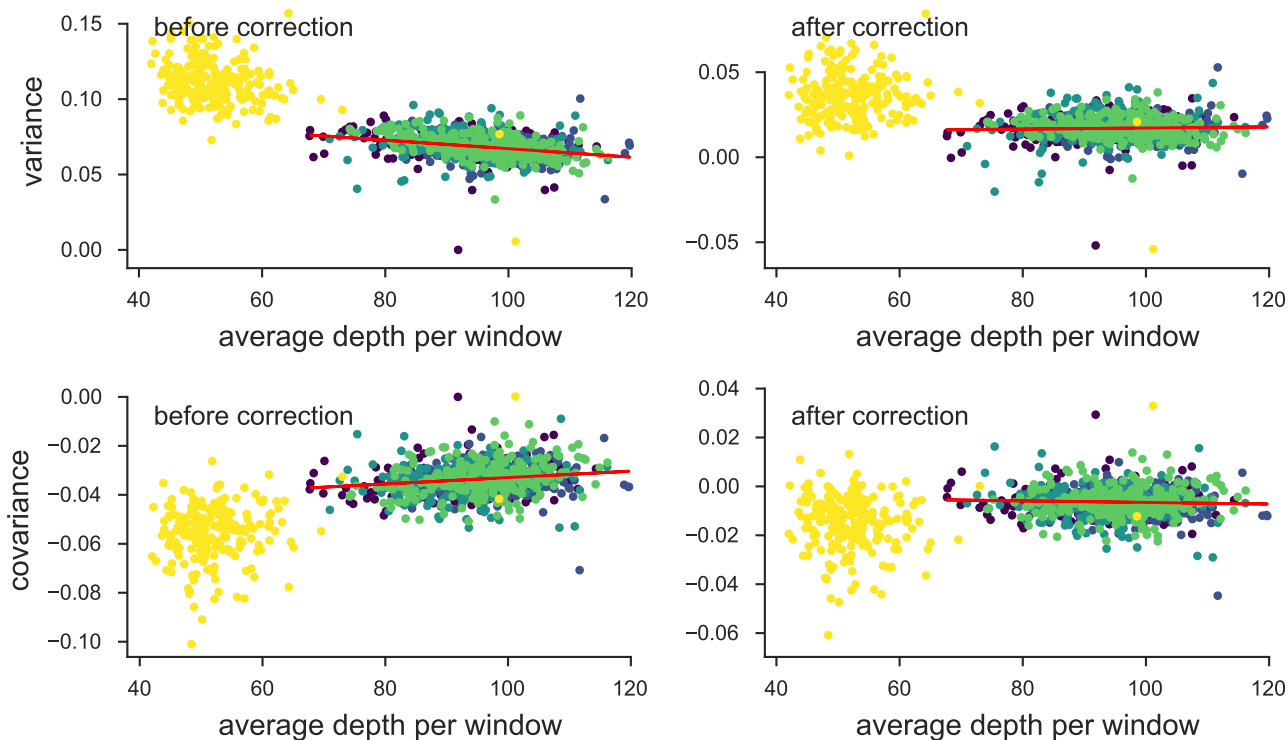 before correction
0.15
0.10
0.05
0.00
variance
40 60 80 100 120
average depth per window
after correction
0.05
0.00
−0.05
40 60 80 100 120
average depth per window
before correction
0.00
−0.02
−0.04
−0.06
−0.08
−0.10
covariance
40 60 80 100 120
average depth per window
after correction
0.04
0.02
0.00
−0.02
−0.04
−0.06
40 60 80 100 120
average depth per window